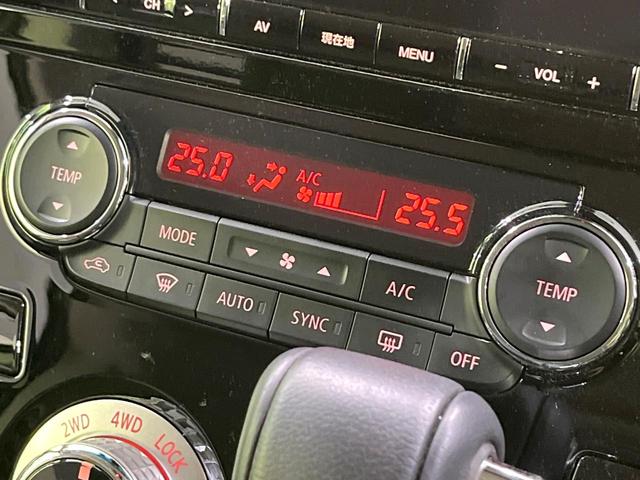 CH
AV
現在地
MENU
VOL
25.0
A/C
25.5
TEMP
TEMP
MODE
A/C
AUTO
SYNC
OFF
2WD 4WD LOCK